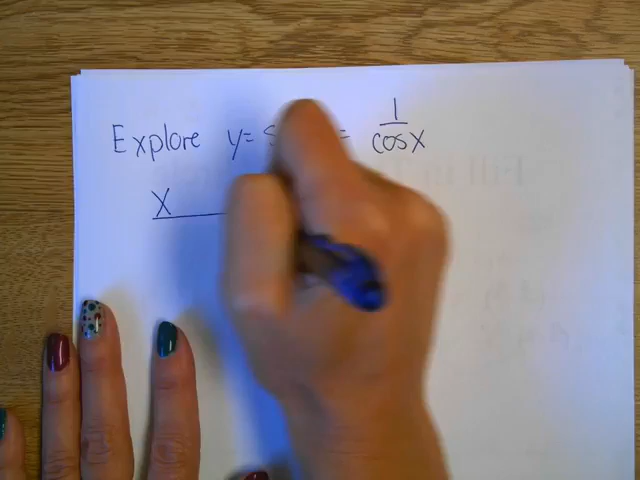 Explore y= = 1/cosx
x